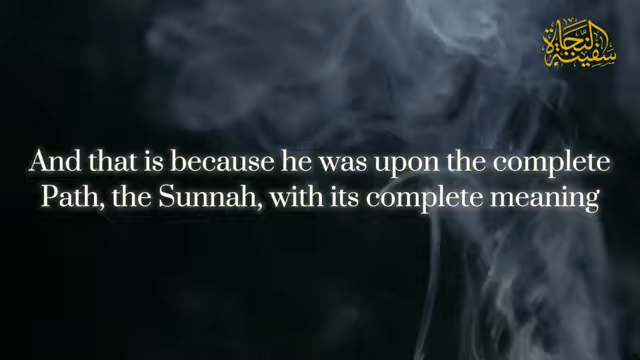 سفينة النجاة
And that is because he was upon the complete
Path, the Sunnah, with its complete meaning